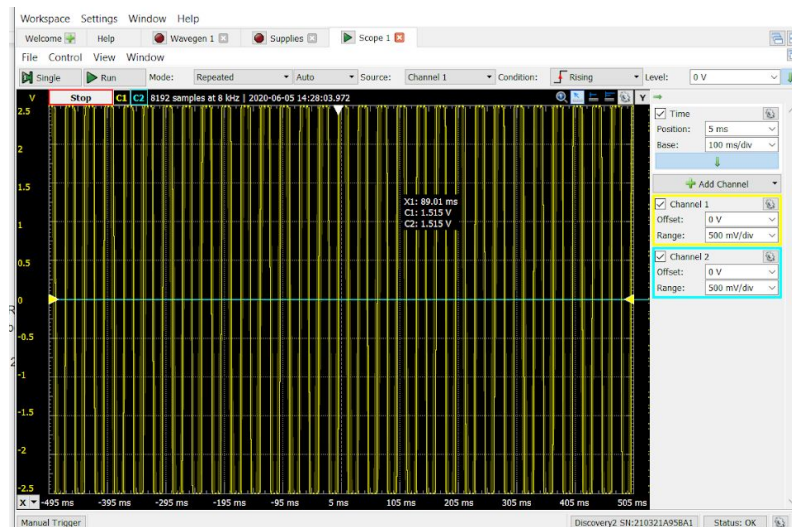 Workspace Settings Window Help
Welcome Help Wavegen 1 Supplies Scope 1
File Control View Window
Single Run Mode: Repeated Auto Source: Channel 1 Condition: Rising Level: 0 V
V Stop C1 C2 8192 samples at 8 kHz | 2020-06-05 14:28:03.972 Y
2.5
Time
Position: 5 ms
2
Base: 100 ms/div
1.5
Add Channel
X1: 89.01 ms
Channel 1
C1: 1.515 V
Offset: 0 V
C2: 1.515 V
1
Range: 500 mV/div
0.5
Channel 2
Offset: 0 V
0
Range: 500 mV/div
-0.5
-1
-1.5
-2
-2.5
X -495 ms -395 ms -295 ms -195 ms -95 ms 5 ms 105 ms 205 ms 305 ms 405 ms 505 ms
Manual Trigger Discovery2 SN:210321A95BA1 Status: OK